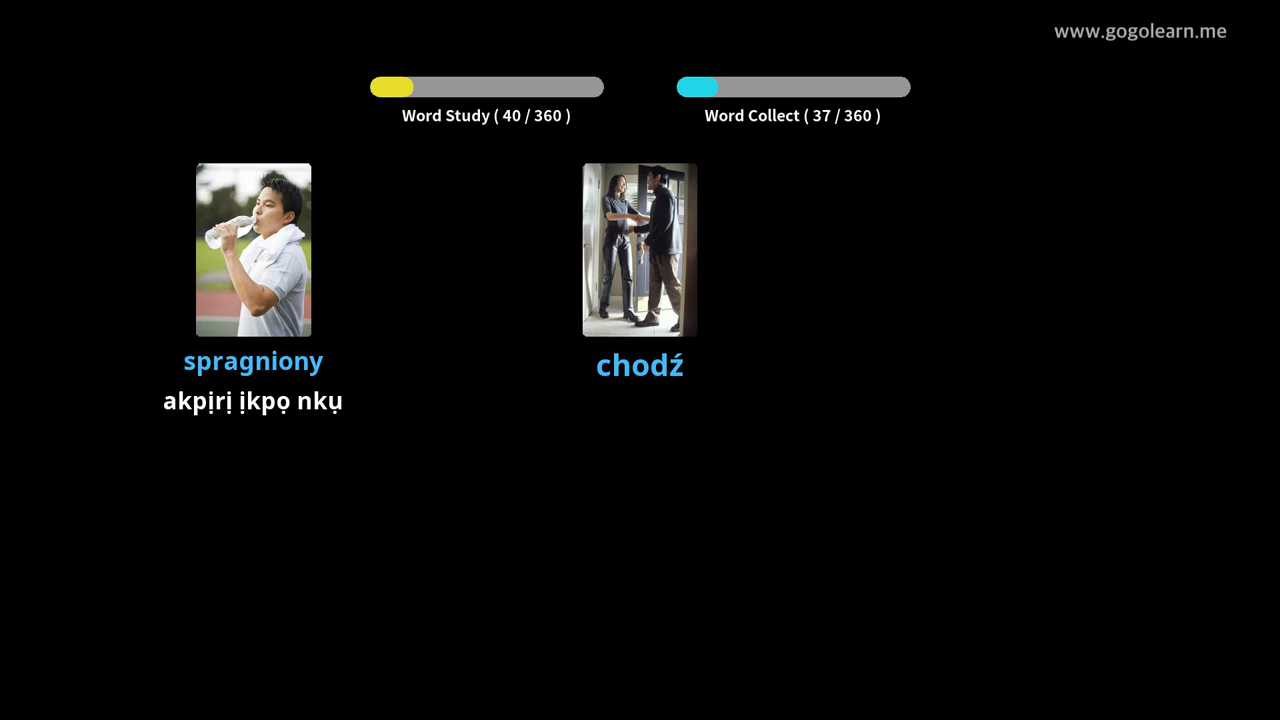 www.gogolearn.me
Word Study ( 40 / 360 )
Word Collect ( 37 / 360 )
spragniony
akpịrị ịkpọ nkụ
chodź